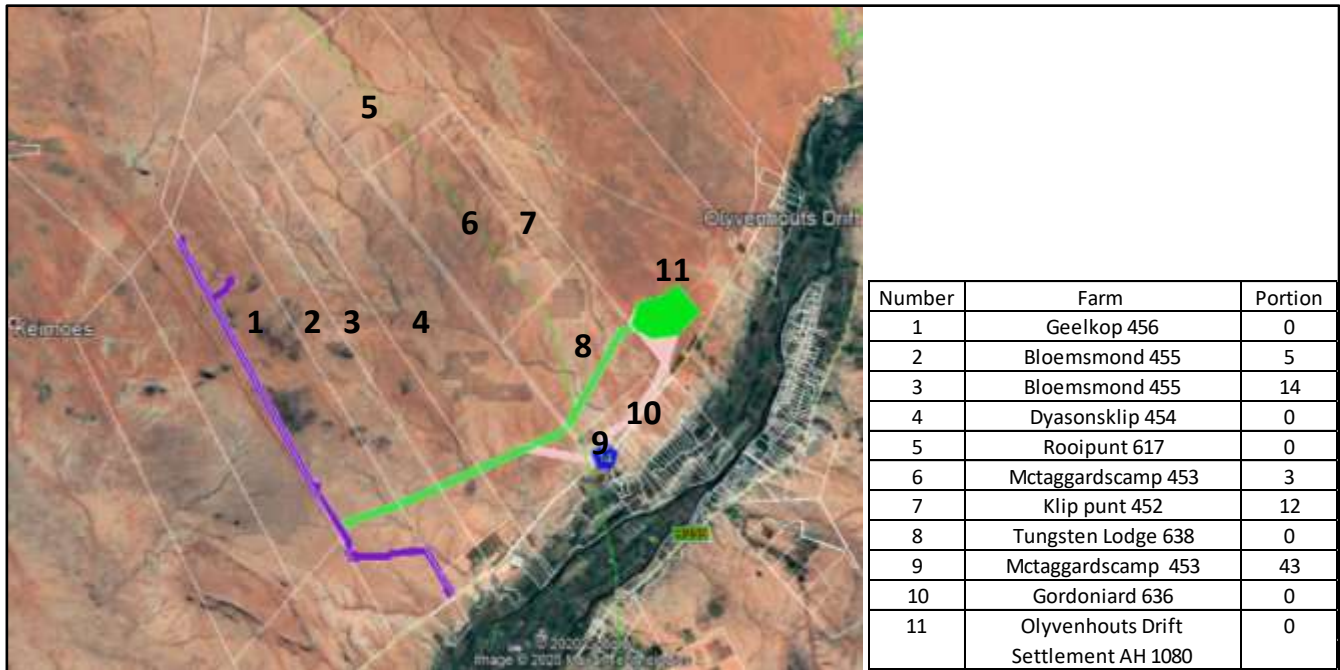 5
6
7
Olyvenhouts Drift
11
Keimoes
1
2
3
4
8
10
9
Number Farm Portion
1 Geelkop 456 0
2 Bloemsmond 455 5
3 Bloemsmond 455 14
4 Dyasonsklip 454 0
5 Rooipunt 617 0
6 Mctaggardscamp 453 3
7 Klip punt 452 12
8 Tungsten Lodge 638 0
9 Mctaggardscamp 453 43
10 Gordoniard 636 0
11 Olyvenhouts Drift 0
Settlement AH 1080